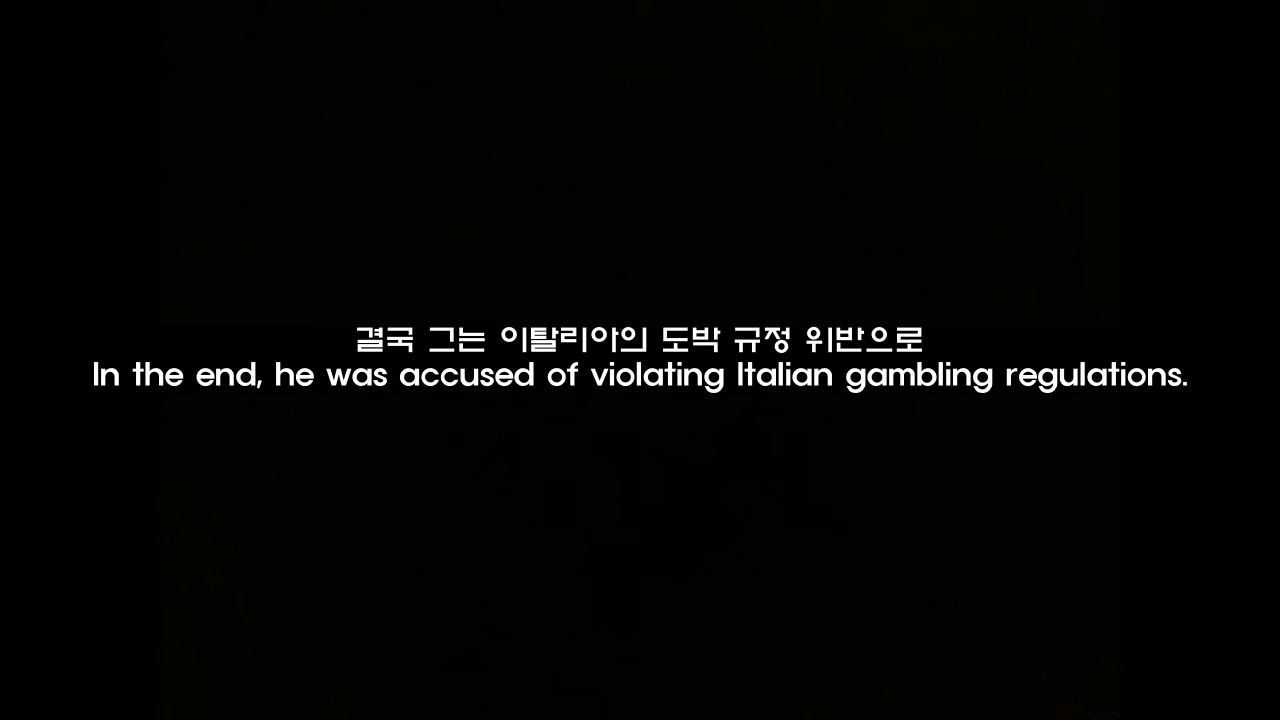 결국 그는 이탈리아의 도박 규정 위반으로
In the end, he was accused of violating Italian gambling regulations.